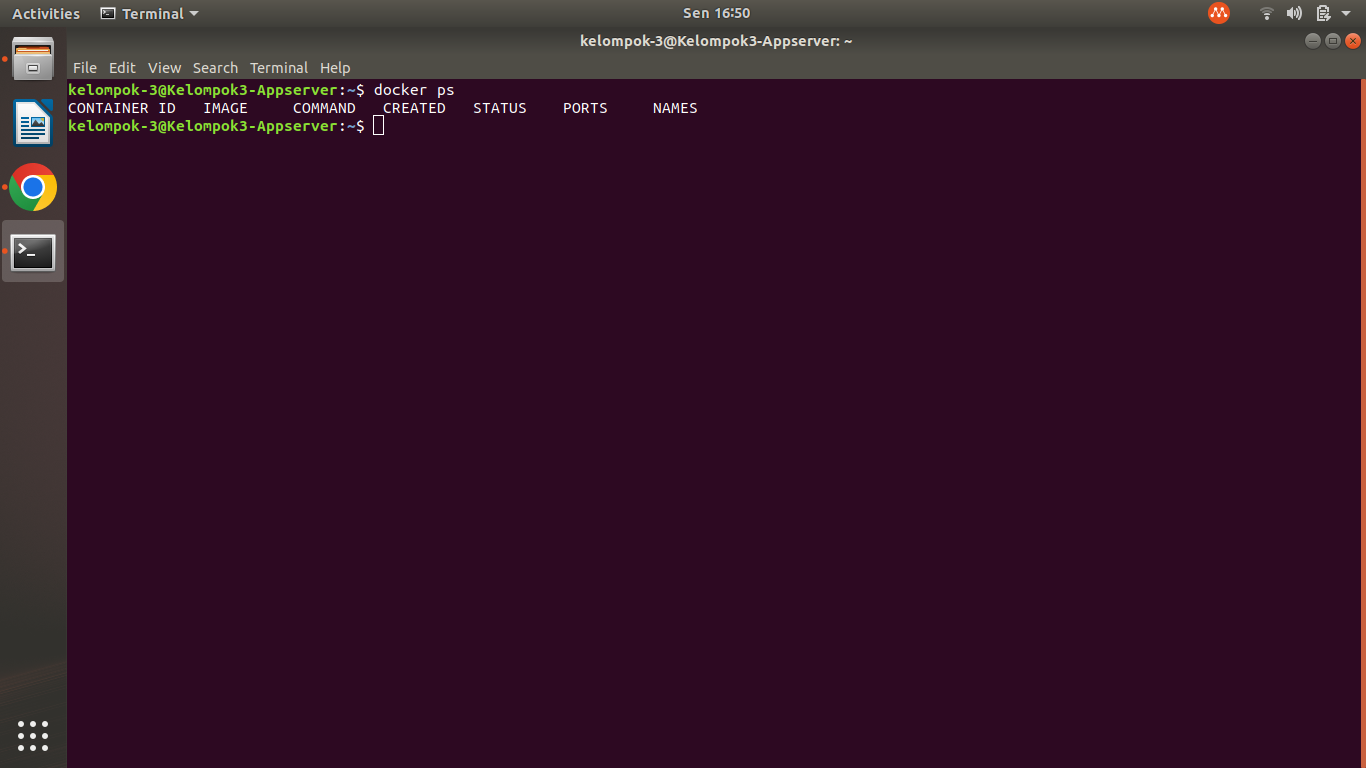 Activities Terminal Sen 16:50
kelompok-3@Kelompok3-Appserver: ~
File Edit View Search Terminal Help
kelompok-3@Kelompok3-Appserver:~$ docker ps
CONTAINER ID IMAGE COMMAND CREATED STATUS PORTS NAMES
kelompok-3@Kelompok3-Appserver:~$